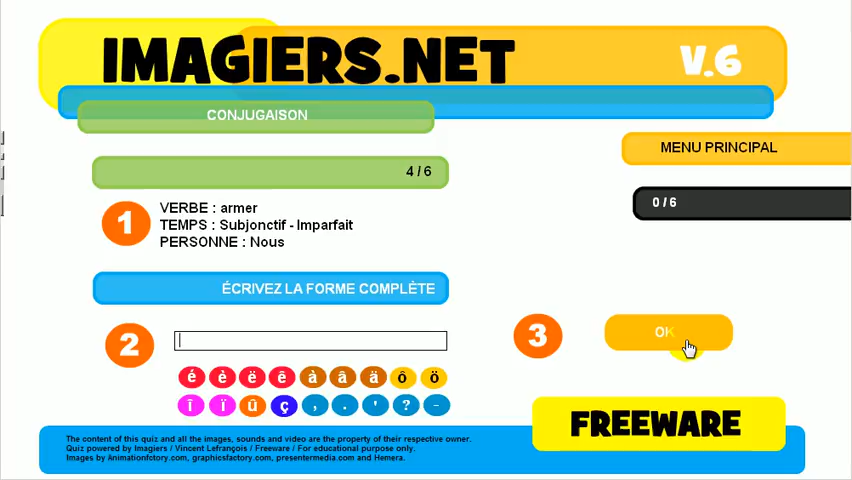 IMAGIERS.NET
V.6
CONJUGAISON
MENU PRINCIPAL
4 / 6
0 / 6
1
VERBE : armer
TEMPS : Subjonctif - Imparfait
PERSONNE : Nous
ÉCRIVEZ LA FORME COMPLÈTE
2
3
OK
é è ë ê à â ä ô ö
î ï û ç , . ' ? -
FREEWARE
The content of this quiz and all the images, sounds and video are the property of their respective owner.
Quiz powered by Imagiers / Vincent Lefrançois / Freeware / For educational purpose only.
Images by Animationfctory.com, graphicsfactory.com, presentermedia.com and Hemera.